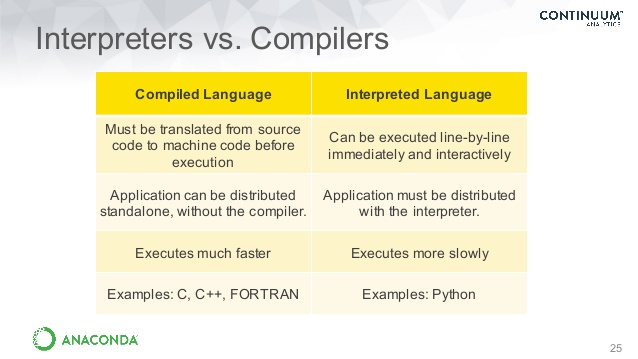 CONTINUUM™
ANALYTICS
Interpreters vs. Compilers
Compiled Language
Interpreted Language
Must be translated from source
code to machine code before
execution
Can be executed line-by-line
immediately and interactively
Application can be distributed
standalone, without the compiler.
Application must be distributed
with the interpreter.
Executes much faster
Executes more slowly
Examples: C, C++, FORTRAN
Examples: Python
ANACONDA
25